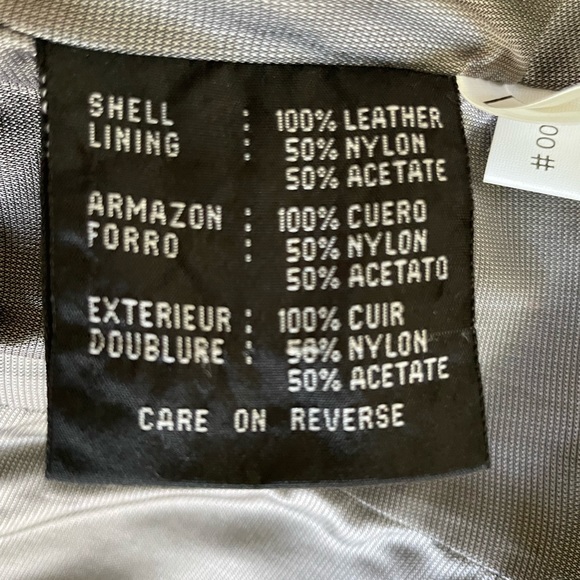 SHELL : 100% LEATHER
LINING : 50% NYLON
50% ACETATE
ARMAZON : 100% CUERO
FORRO : 50% NYLON
50% ACETATO
EXTERIEUR : 100% CUIR
DOUBLURE : 50% NYLON
50% ACETATE
CARE ON REVERSE
# 00